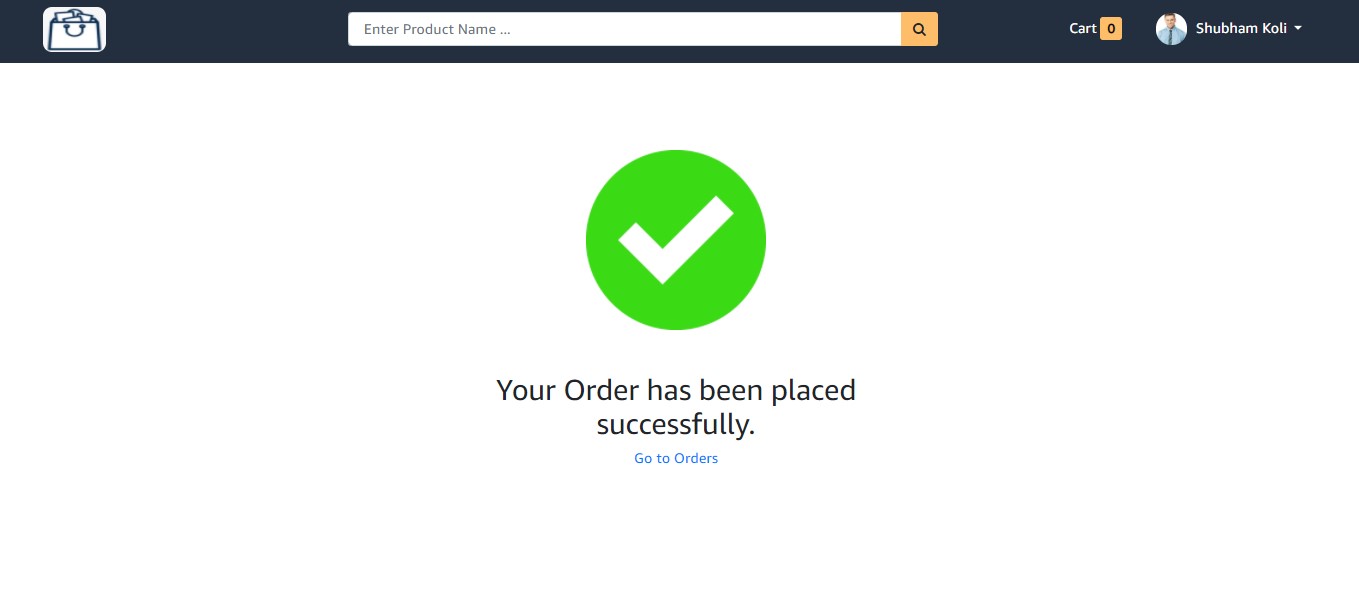 Enter Product Name ...
Cart 0
Shubham Koli
Your Order has been placed
successfully.
Go to Orders